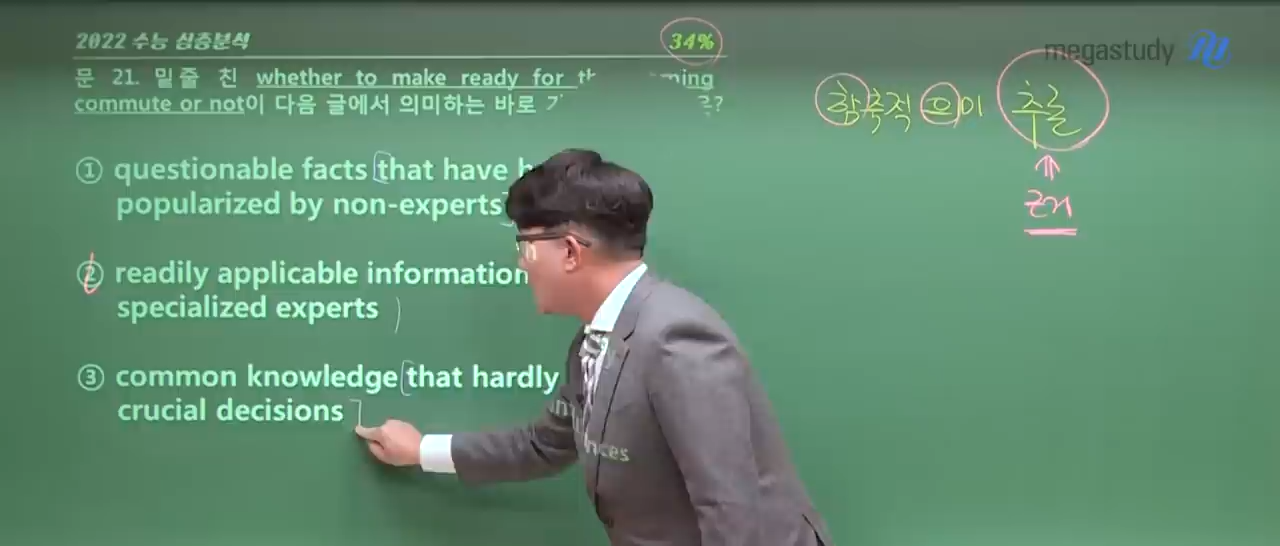 2022 수능 심층분석
34%
megastudy
문 21. 밑줄 친 whether to make ready for
commute or not이 다음 글에서 의미하는 바로
함축적 의미 추론
근거
① questionable facts that have
popularized by non-experts
② readily applicable information
specialized experts
③ common knowledge that hardly
crucial decisions